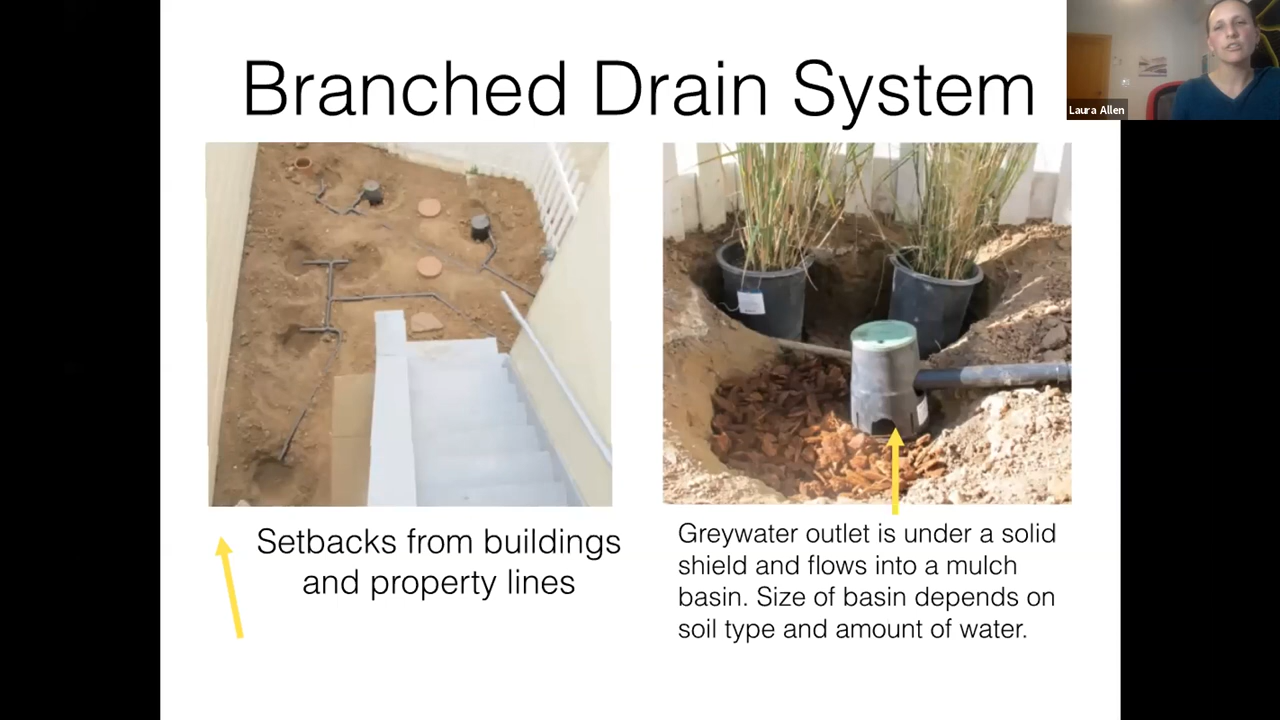 Branched Drain System
Laura Allen
Setbacks from buildings
and property lines
Greywater outlet is under a solid
shield and flows into a mulch
basin. Size of basin depends on
soil type and amount of water.